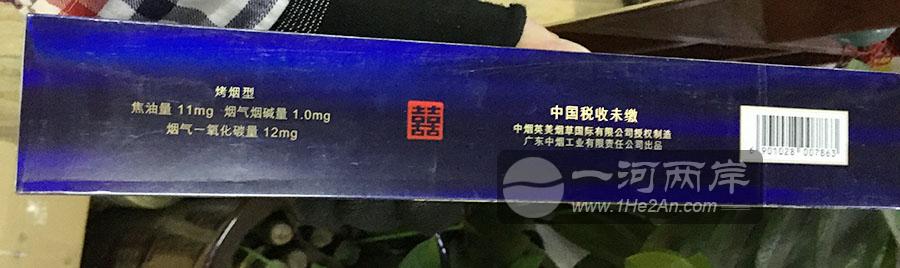 烤烟型
焦油量 11mg 烟气烟碱量 1.0mg
烟气一氧化碳量 12mg
囍
中国税收未缴
中烟英美烟草国际有限公司授权制造
广东中烟工业有限责任公司出品
6 901028 007863
一河两岸
www.1He2An.com